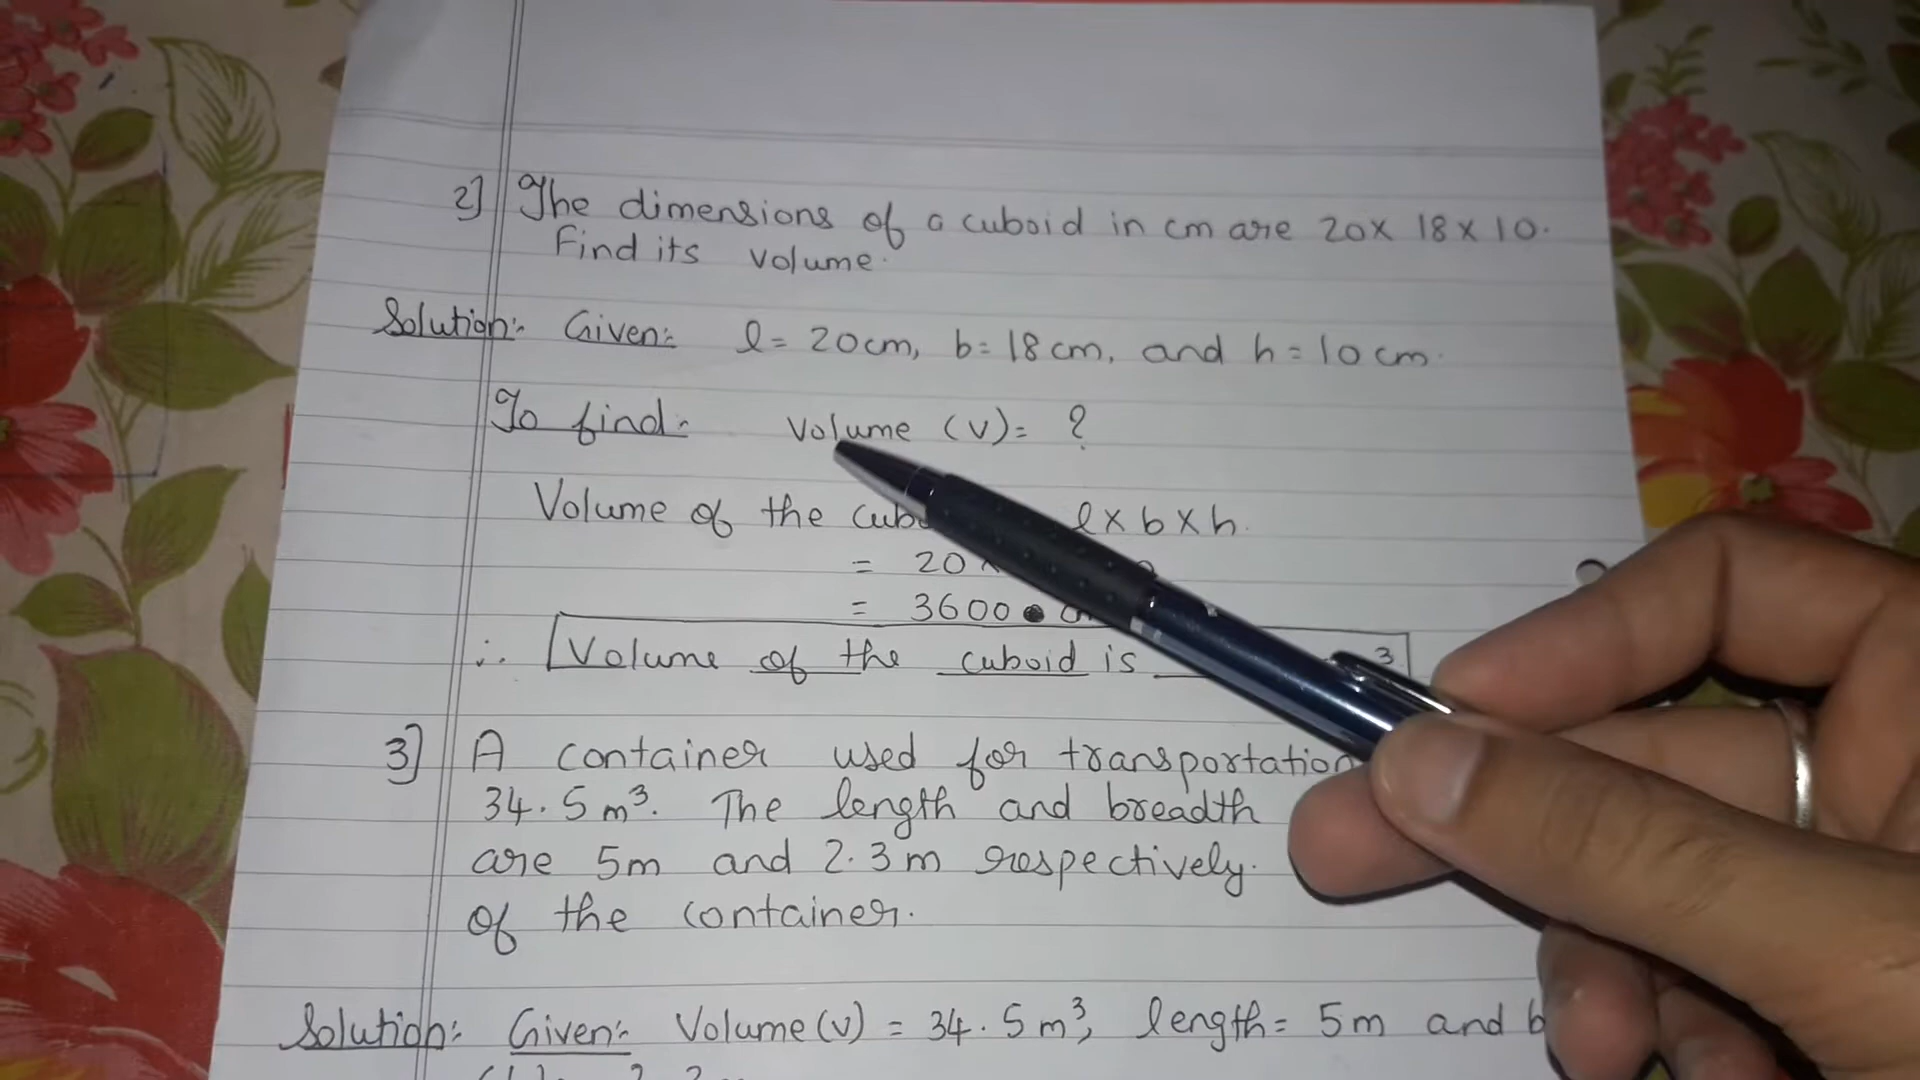 2] The dimensions of a cuboid in cm are 20 x 18 x 10.
Find its volume.
Solution:- Given:- l = 20cm, b = 18 cm, and h = 10 cm.
To find:- Volume (V) = ?
Volume of the l x b x h.
= 20
= 3600
∴ Volume of the cuboid is 3
3] A container used for transportation
34.5 m³. The length and breadth
are 5m and 2.3 m respectively.
of the container.
Solution:- Given:- Volume (V) = 34.5 m³, length = 5m and b